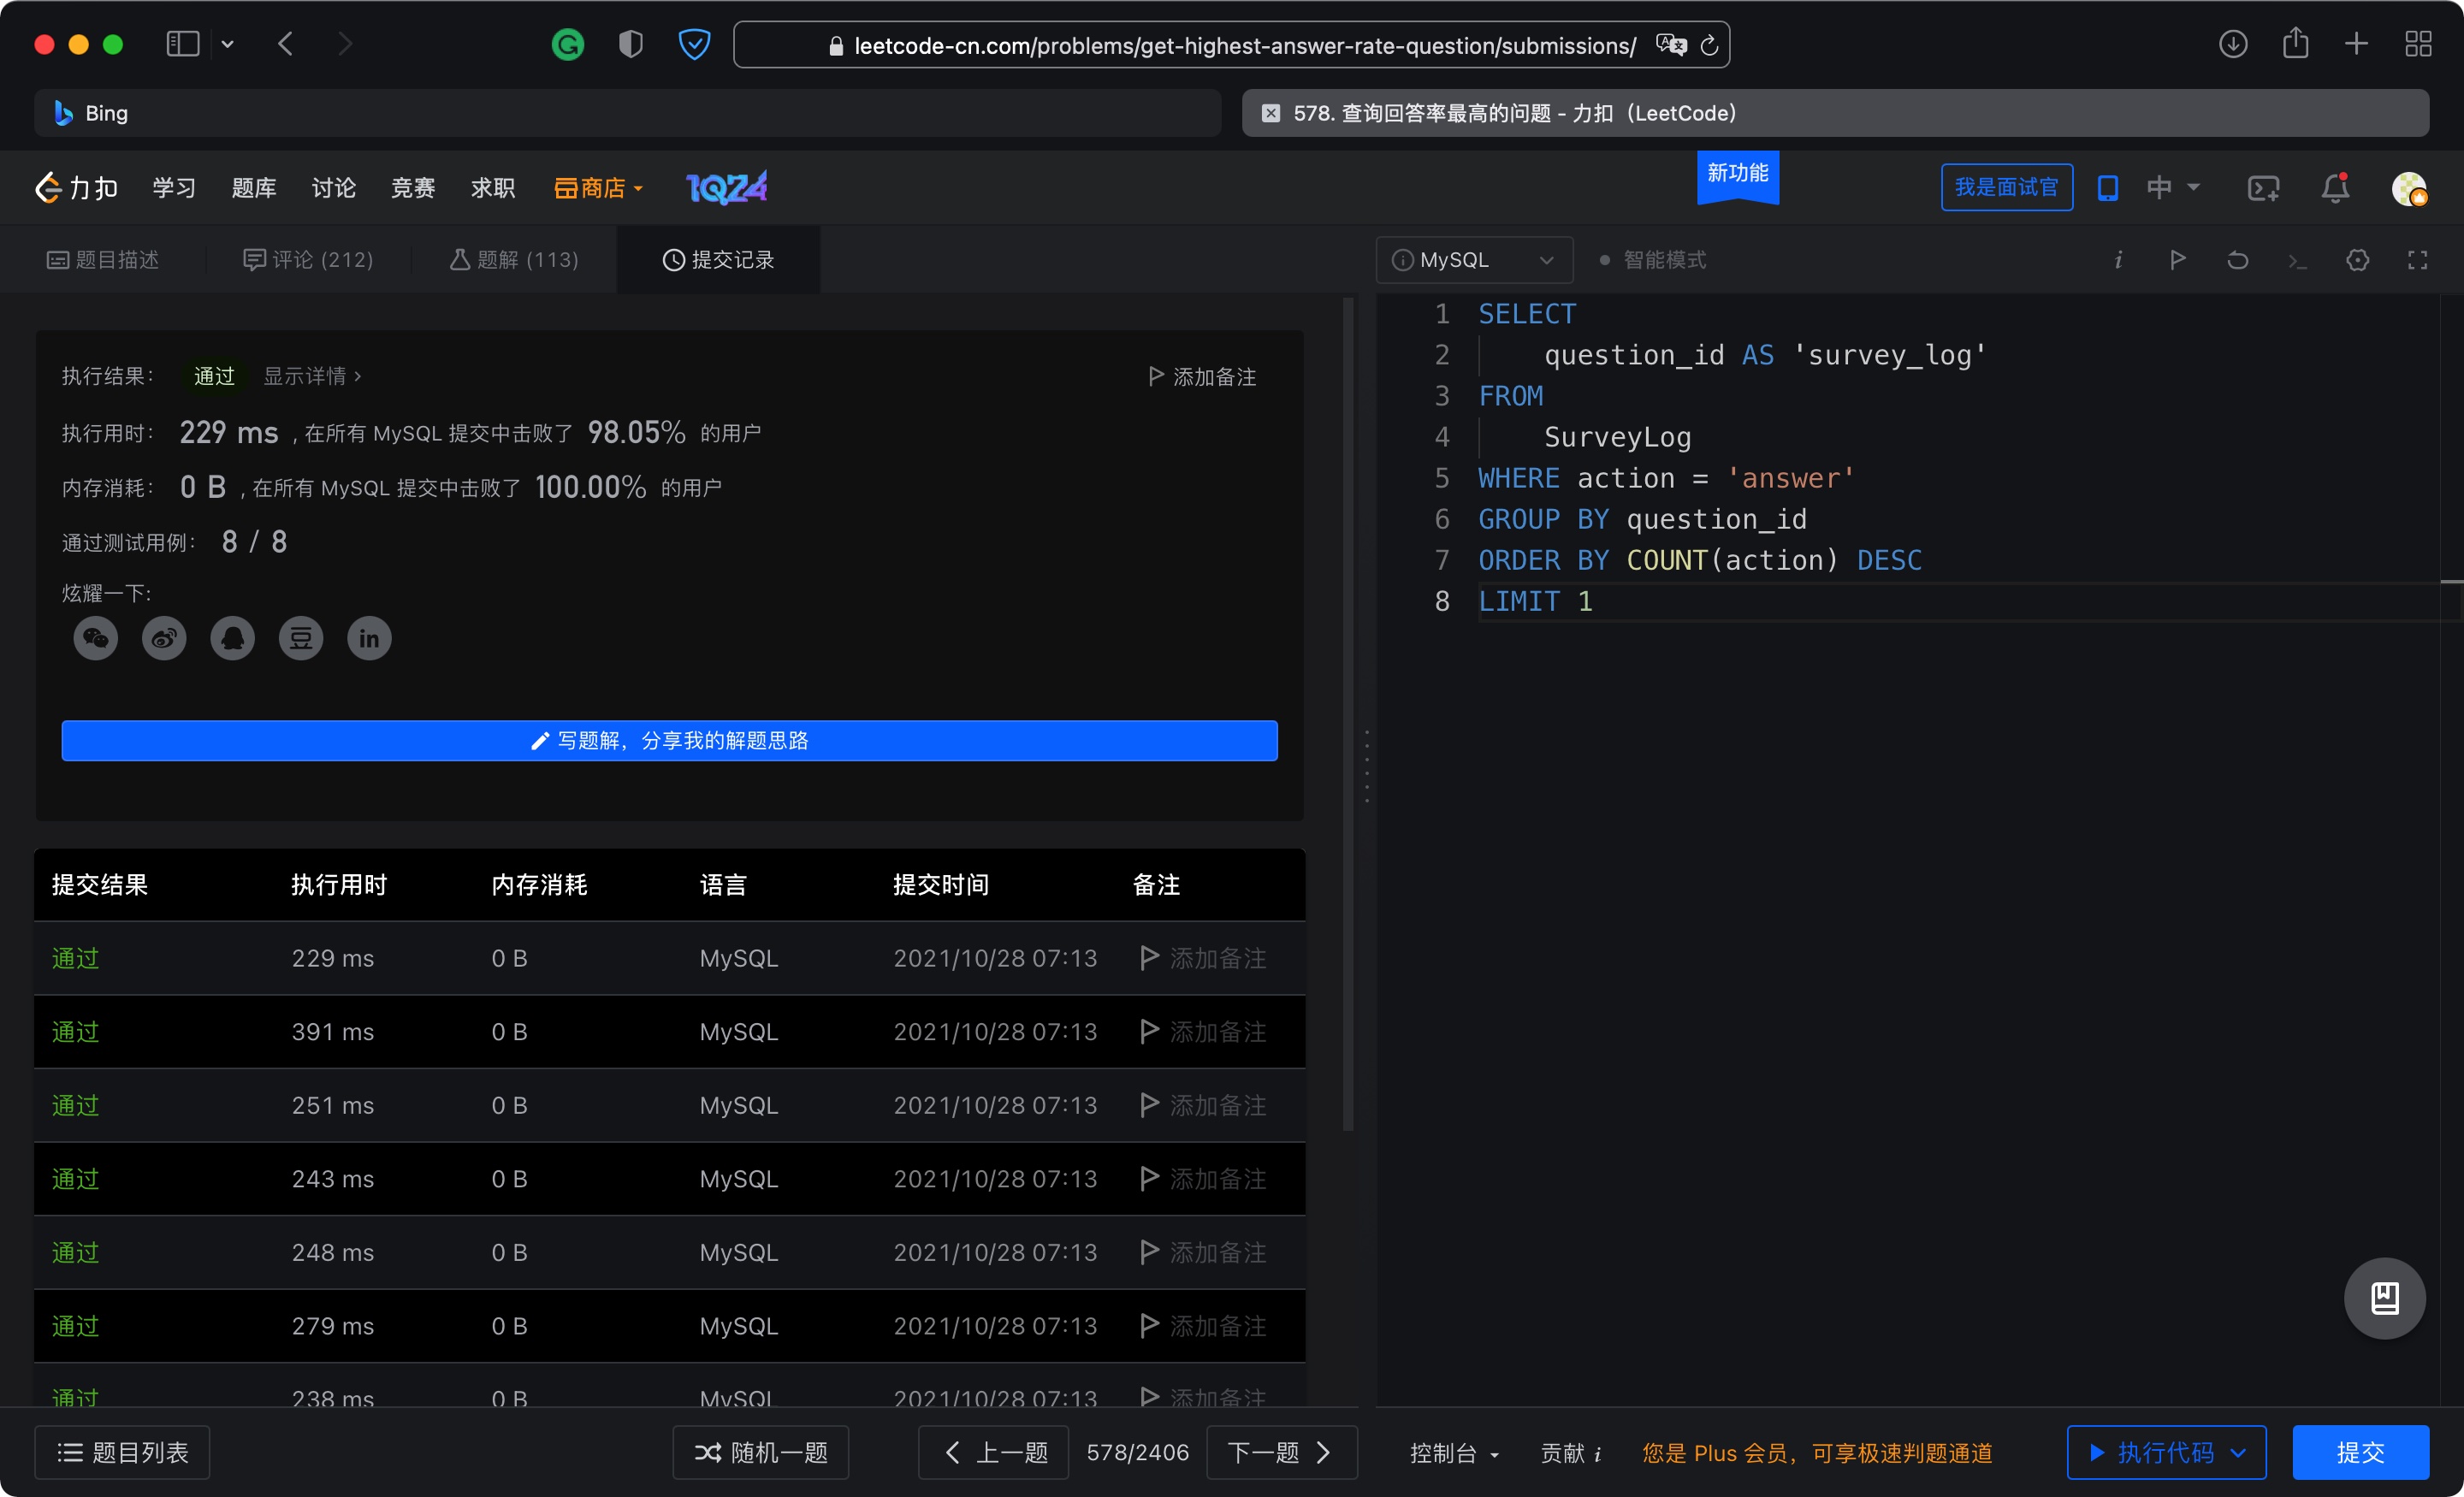 leetcode-cn.com/problems/get-highest-answer-rate-question/submissions/
Bing
578. 查询回答率最高的问题 - 力扣（LeetCode）
力扣 学习 题库 讨论 竞赛 求职 商店 1024 新功能 我是面试官 中
题目描述 评论 (212) 题解 (113) 提交记录
执行结果： 通过 显示详情 › 添加备注
执行用时： 229 ms , 在所有 MySQL 提交中击败了 98.05% 的用户
内存消耗： 0 B , 在所有 MySQL 提交中击败了 100.00% 的用户
通过测试用例： 8 / 8
炫耀一下:
豆 in
写题解，分享我的解题思路
提交结果 执行用时 内存消耗 语言 提交时间 备注
通过 229 ms 0 B MySQL 2021/10/28 07:13 添加备注
通过 391 ms 0 B MySQL 2021/10/28 07:13 添加备注
通过 251 ms 0 B MySQL 2021/10/28 07:13 添加备注
通过 243 ms 0 B MySQL 2021/10/28 07:13 添加备注
通过 248 ms 0 B MySQL 2021/10/28 07:13 添加备注
通过 279 ms 0 B MySQL 2021/10/28 07:13 添加备注
通过 238 ms 0 B MySQL 2021/10/28 07:13 添加备注
MySQL 智能模式
1 SELECT
2 question_id AS 'survey_log'
3 FROM
4 SurveyLog
5 WHERE action = 'answer'
6 GROUP BY question_id
7 ORDER BY COUNT(action) DESC
8 LIMIT 1
题目列表 随机一题 上一题 578/2406 下一题 控制台 贡献 i 您是 Plus 会员，可享极速判题通道 执行代码 提交